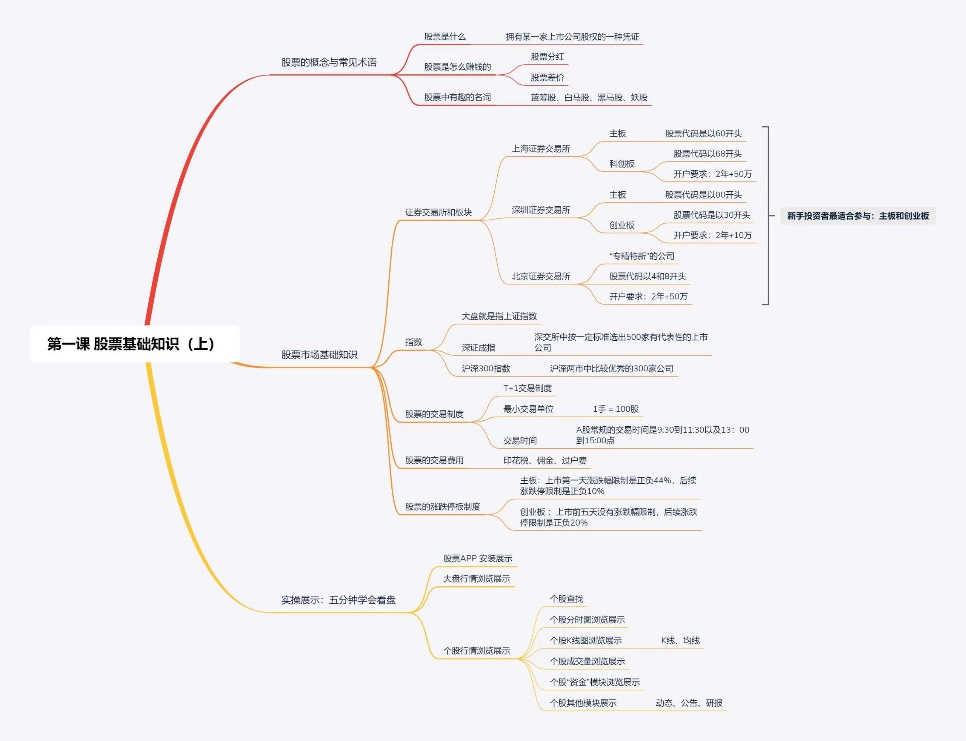 第一课 股票基础知识（上）
股票的概念与常见术语
股票是什么
拥有某一家上市公司股权的一种凭证
股票是怎么赚钱的
股票分红
股票差价
股票中有趣的名词
蓝筹股、白马股、黑马股、妖股
股票市场基础知识
证券交易所和板块
上海证券交易所
主板
股票代码是以60开头
科创板
股票代码以68开头
开户要求：2年+50万
深圳证券交易所
主板
股票代码是以00开头
创业板
股票代码是以30开头
开户要求：2年+10万
北京证券交易所
“专精特新”的公司
股票代码以4和8开头
开户要求：2年+50万
新手投资者最适合参与：主板和创业板
指数
大盘就是指上证指数
深证成指
深交所中按一定标准选出500家有代表性的上市
公司
沪深300指数
沪深两市中比较优秀的300家公司
股票的交易制度
T+1交易制度
最小交易单位
1手 = 100股
交易时间
A股常规的交易时间是9:30到11:30以及13：00
到15:00点
股票的交易费用
印花税、佣金、过户费
股票的涨跌停板制度
主板：上市第一天涨跌幅限制是正负44%，后续
涨跌停限制是正负10%
创业板 ：上市前五天没有涨跌幅限制，后续涨跌
停限制是正负20%
实操展示：五分钟学会看盘
股票APP 安装展示
大盘行情浏览展示
个股行情浏览展示
个股查找
个股分时图浏览展示
个股K线图浏览展示
K线、均线
个股成交量浏览展示
个股“资金”模块浏览展示
个股其他模块展示
动态、公告、研报